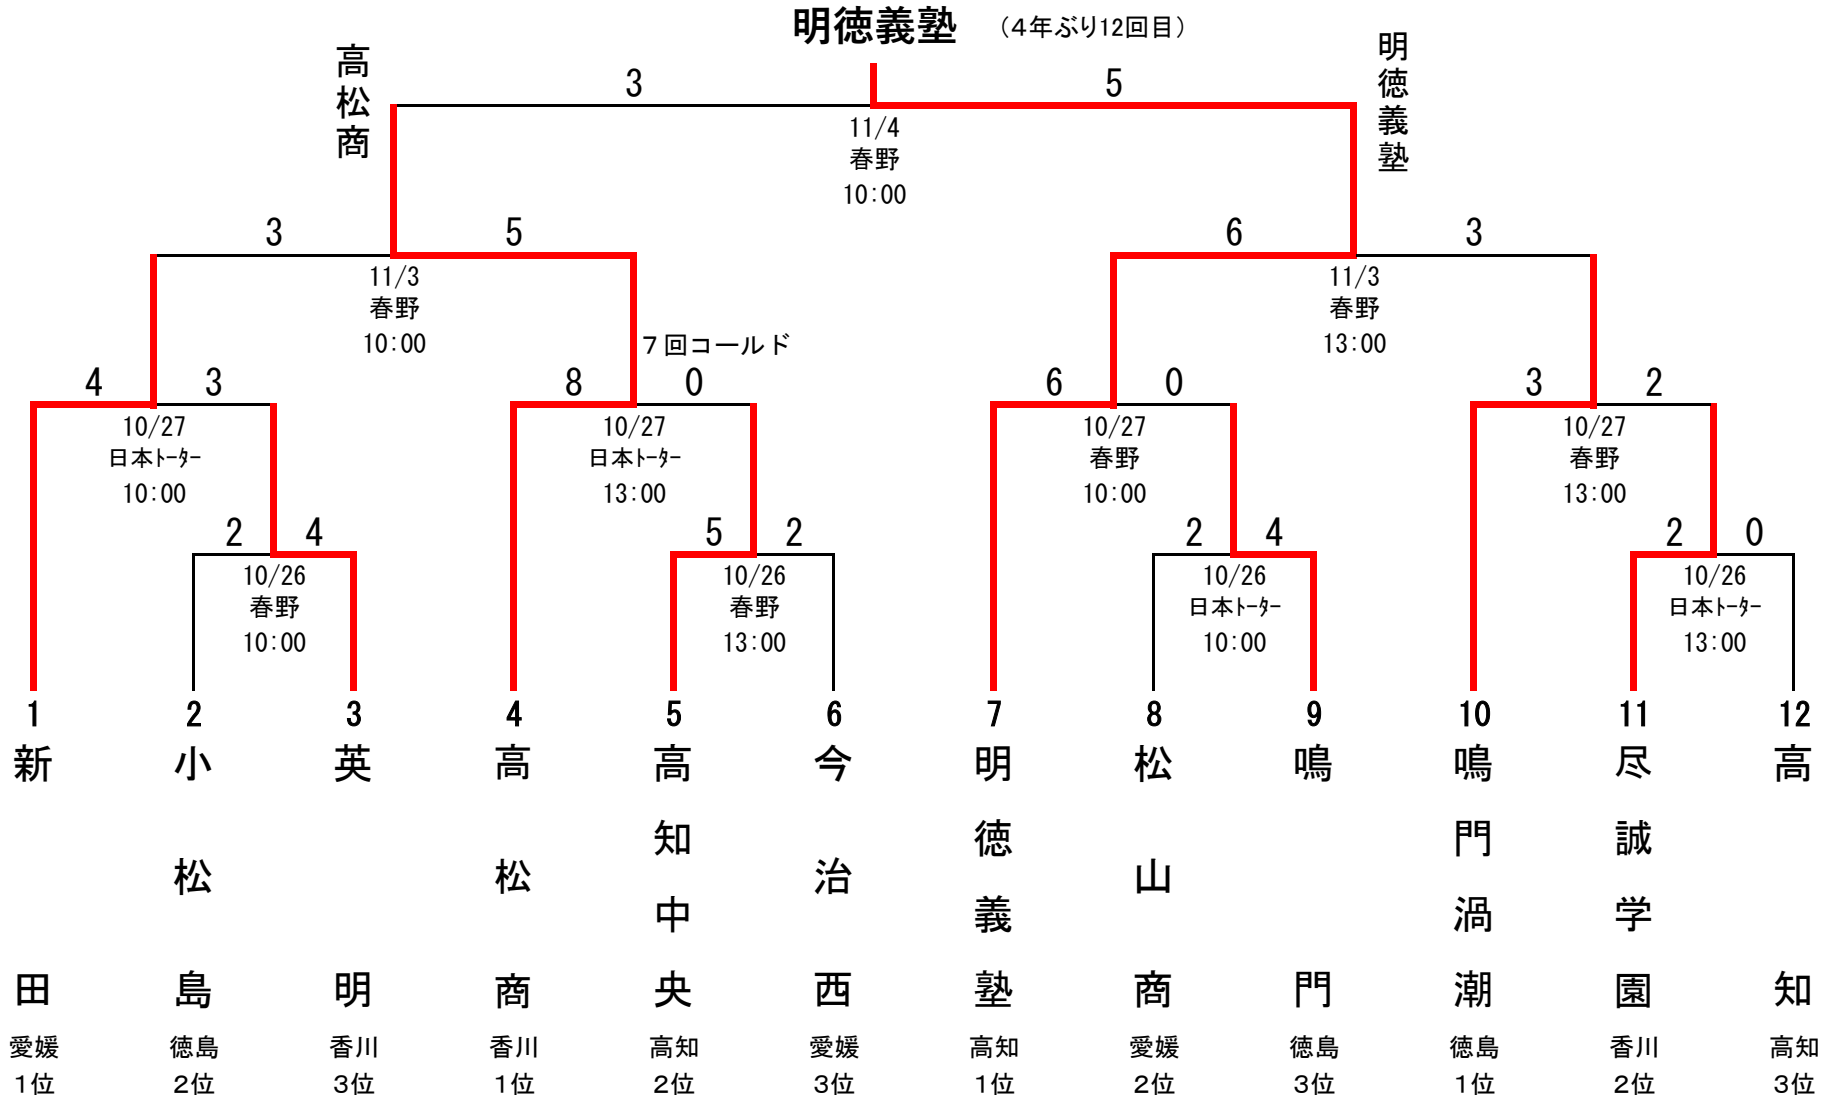 明徳義塾 （４年ぶり12回目）
高松商
明徳義塾
3 5
11/4
春野
10:00
3 5
11/3
春野
10:00
6 3
11/3
春野
13:00
７回コールド
4 3
10/27
日本ﾄｰﾀｰ
10:00
8 0
10/27
日本ﾄｰﾀｰ
13:00
6 0
10/27
春野
10:00
3 2
10/27
春野
13:00
2 4
10/26
春野
10:00
5 2
10/26
春野
13:00
2 4
10/26
日本ﾄｰﾀｰ
10:00
2 0
10/26
日本ﾄｰﾀｰ
13:00
1 2 3 4 5 6 7 8 9 10 11 12
新田
小松島
英明
高松商
高知中央
今治西
明徳義塾
松山商
鳴門
鳴門渦潮
尽誠学園
高知
愛媛 徳島 香川 香川 高知 愛媛 高知 愛媛 徳島 徳島 香川 高知
１位 ２位 ３位 １位 ２位 ３位 １位 ２位 ３位 １位 ２位 ３位